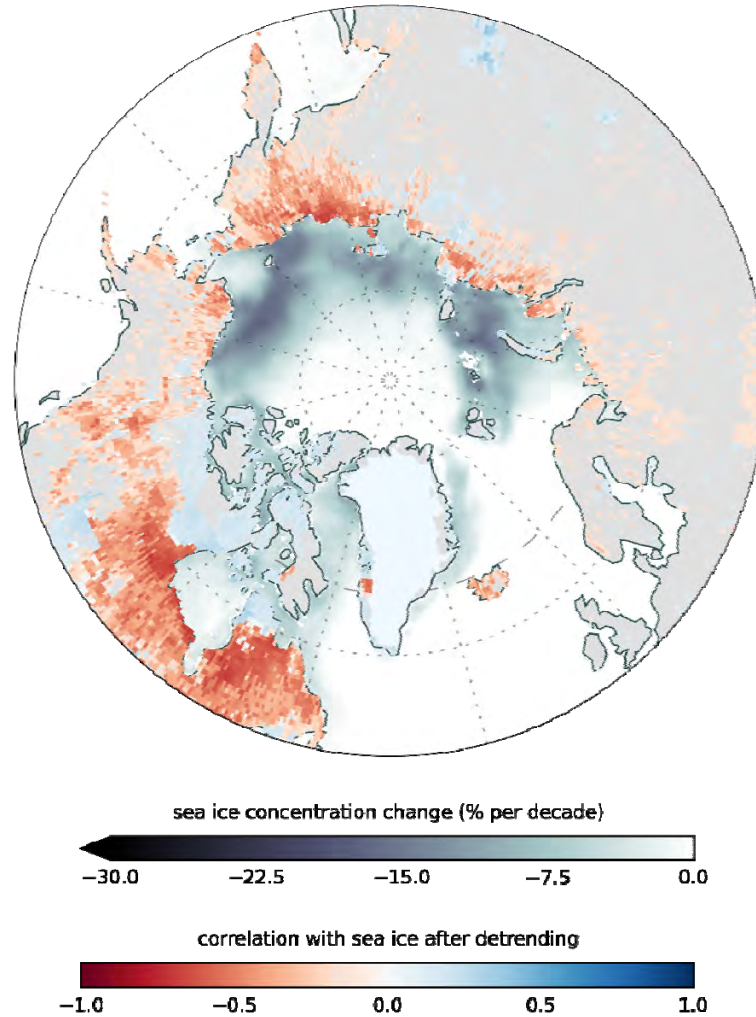 sea ice concentration change (% per decade)
−30.0 −22.5 −15.0 −7.5 0.0
correlation with sea ice after detrending
−1.0 −0.5 0.0 0.5 1.0